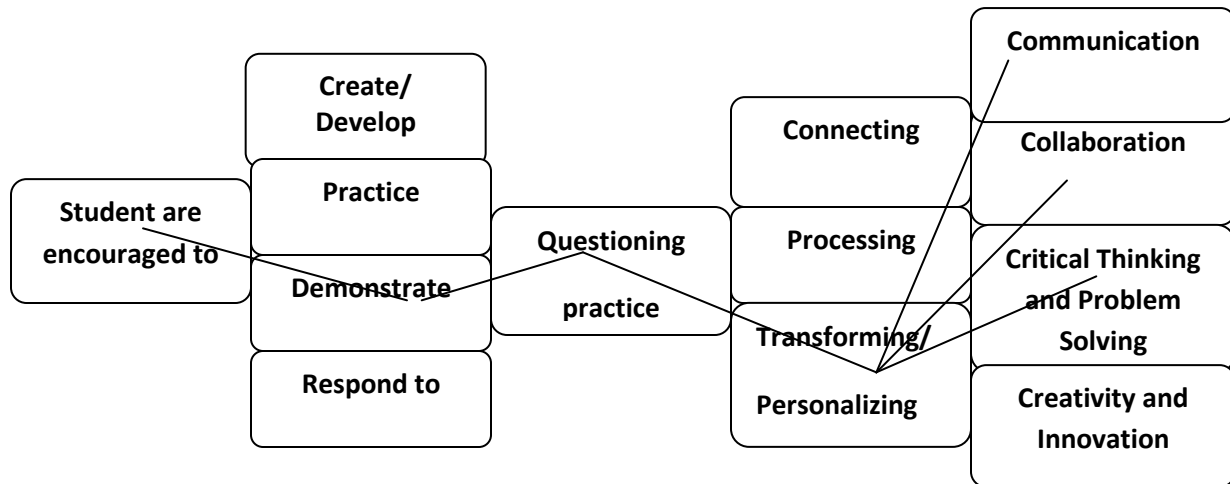 Student are
encouraged to
Create/
Develop
Practice
Demonstrate
Respond to
Questioning
practice
Connecting
Processing
Transforming/
Personalizing
Communication
Collaboration
Critical Thinking
and Problem
Solving
Creativity and
Innovation